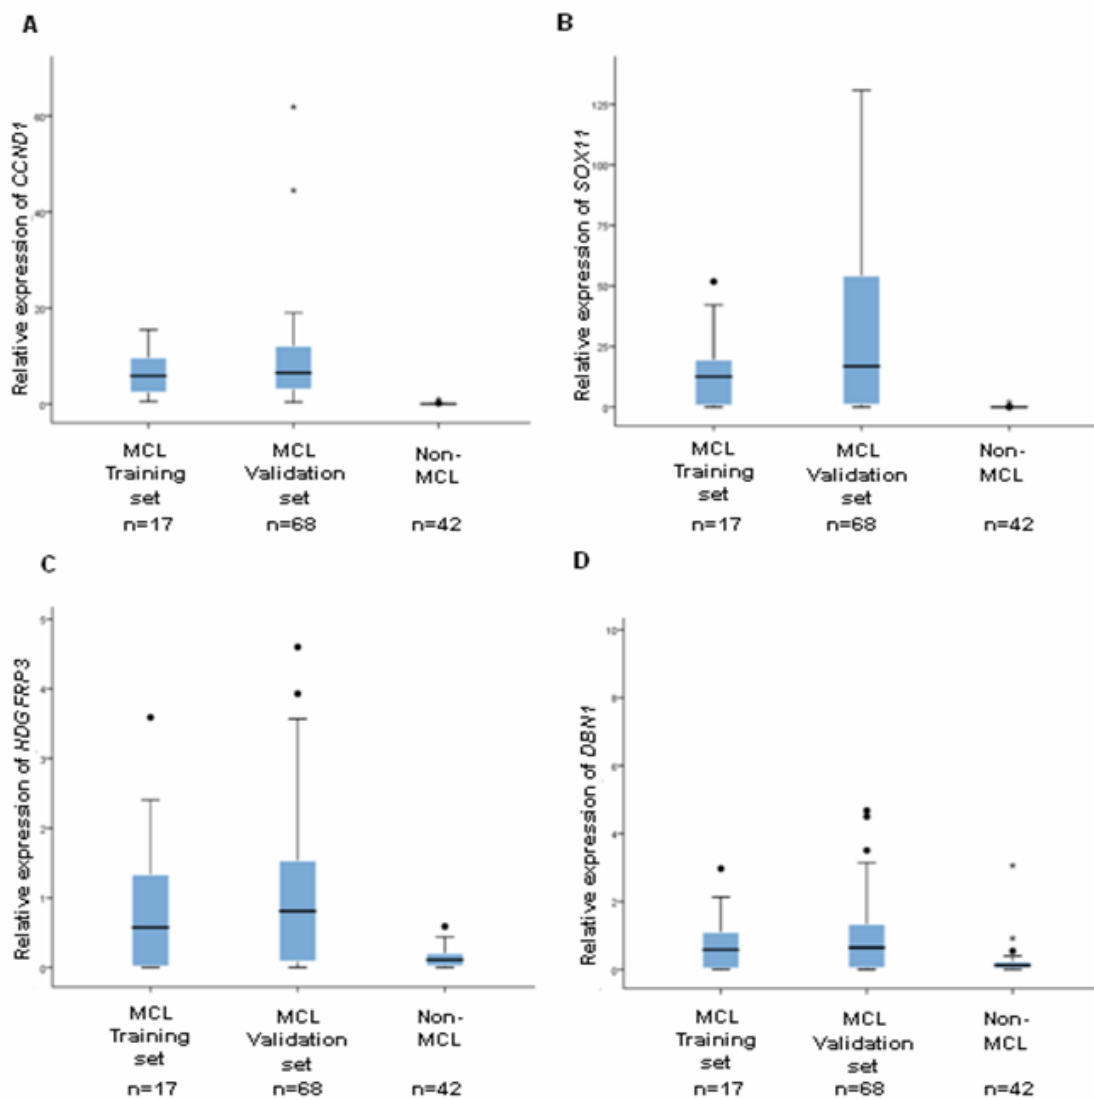 A
Relative expression of CCND1
60
40
20
0
MCL
Training
set
n=17
MCL
Validation
set
n=68
Non-
MCL
n=42
B
Relative expression of SOX11
125
100
75
50
25
0
MCL
Training
set
n=17
MCL
Validation
set
n=68
Non-
MCL
n=42
C
Relative expression of HDGFRP3
5
4
3
2
1
0
MCL
Training
set
n=17
MCL
Validation
set
n=68
Non-
MCL
n=42
D
Relative expression of DBN1
10
8
6
4
2
0
MCL
Training
set
n=17
MCL
Validation
set
n=68
Non-
MCL
n=42